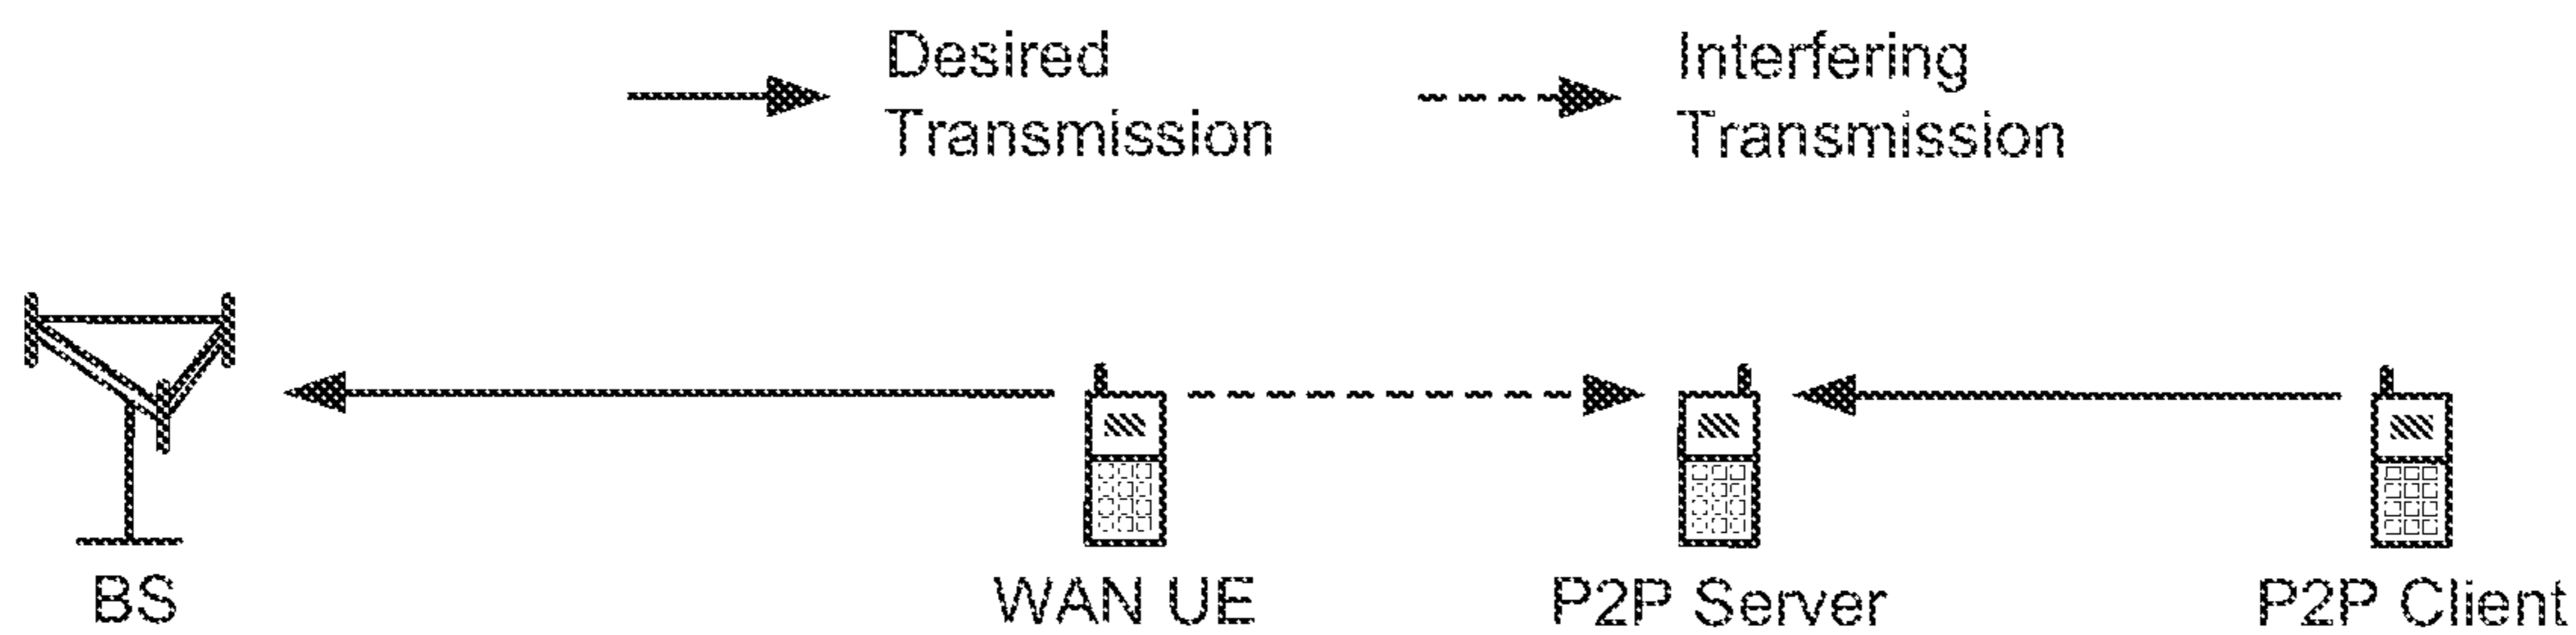 Desired
Transmission
Interfering
Transmission
BS
WAN UE
P2P Server
P2P Client